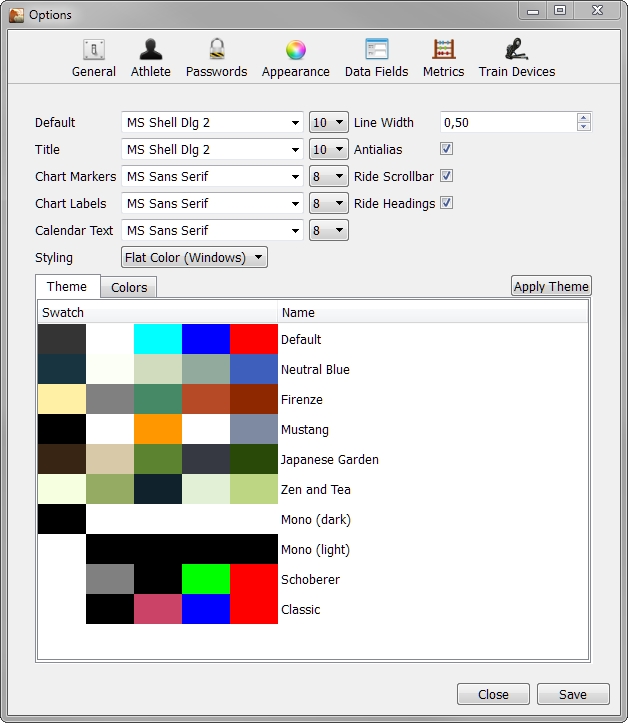 Options
General Athlete Passwords Appearance Data Fields Metrics Train Devices
Default MS Shell Dlg 2 10 Line Width 0,50
Title MS Shell Dlg 2 10 Antialias
Chart Markers MS Sans Serif 8 Ride Scrollbar
Chart Labels MS Sans Serif 8 Ride Headings
Calendar Text MS Sans Serif 8
Styling Flat Color (Windows)
Theme Colors Apply Theme
Swatch Name
Default
Neutral Blue
Firenze
Mustang
Japanese Garden
Zen and Tea
Mono (dark)
Mono (light)
Schoberer
Classic
Close Save